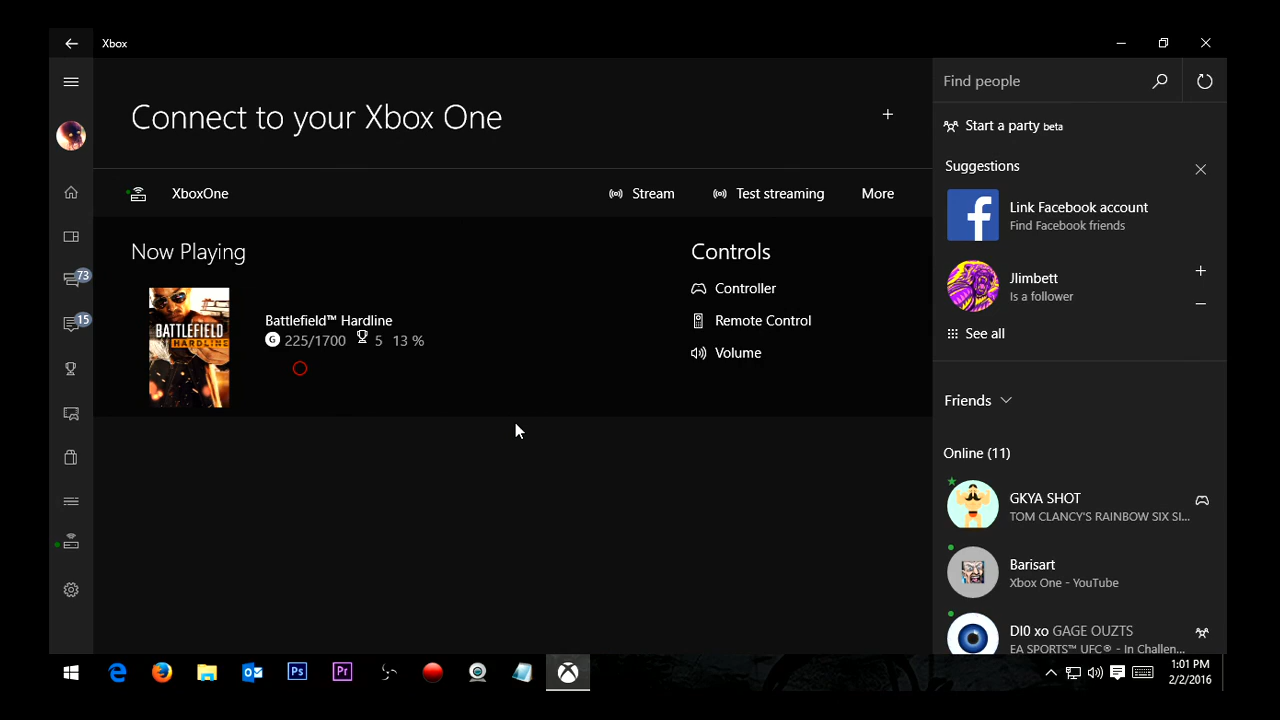 Xbox
Connect to your Xbox One
XboxOne
Stream
Test streaming
More
Now Playing
BATTLEFIELD
HARDLINE
Battlefield™ Hardline
G 225/1700 5 13 %
Controls
Controller
Remote Control
Volume
73
15
Find people
Start a party beta
Suggestions
Link Facebook account
Find Facebook friends
Jlimbett
Is a follower
See all
Friends
Online (11)
GKYA SHOT
TOM CLANCY'S RAINBOW SIX SI...
Barisart
Xbox One - YouTube
DI0 xo GAGE OUZTS
EA SPORTS™ UFC® - In Challen...
Ps
Pr
1:01 PM
2/2/2016